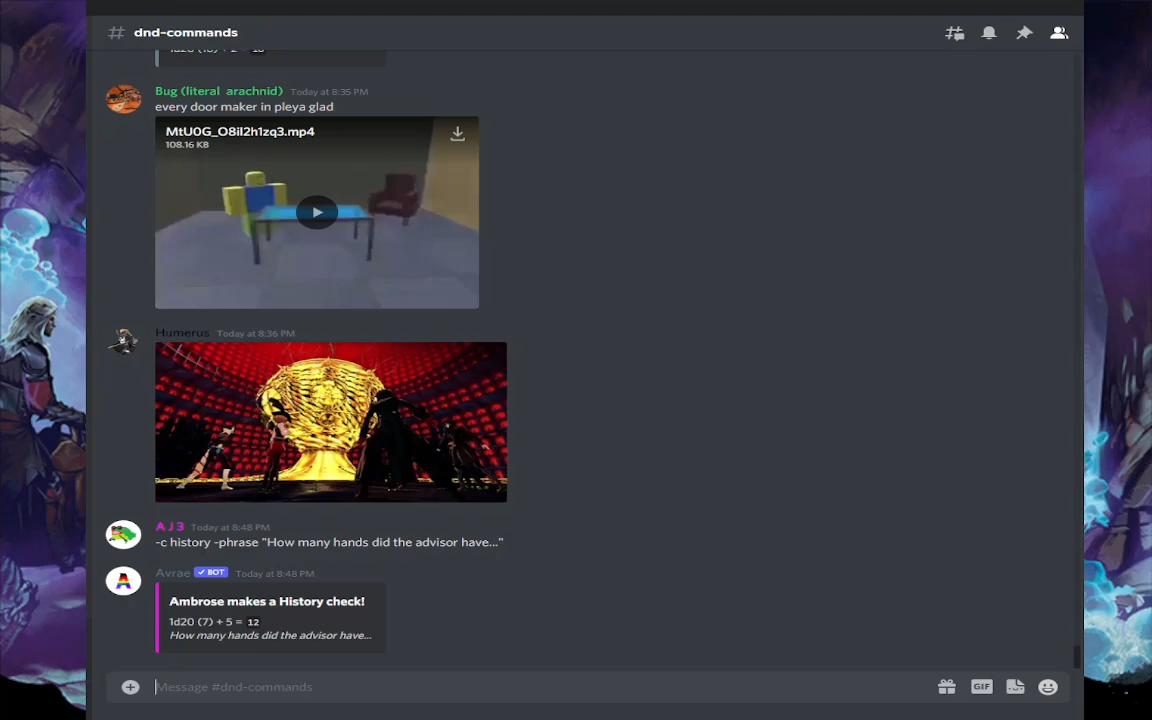 # dnd-commands
Bug (literal arachnid) Today at 8:35 PM
every door maker in pleya glad
MtU0G_O8iI2h1zq3.mp4
108.16 KB
Humerus Today at 8:36 PM
A J 3 Today at 8:48 PM
-c history -phrase "How many hands did the advisor have..."
Avrae BOT Today at 8:48 PM
Ambrose makes a History check!
1d20 (7) + 5 = 12
How many hands did the advisor have...
Message #dnd-commands
GIF